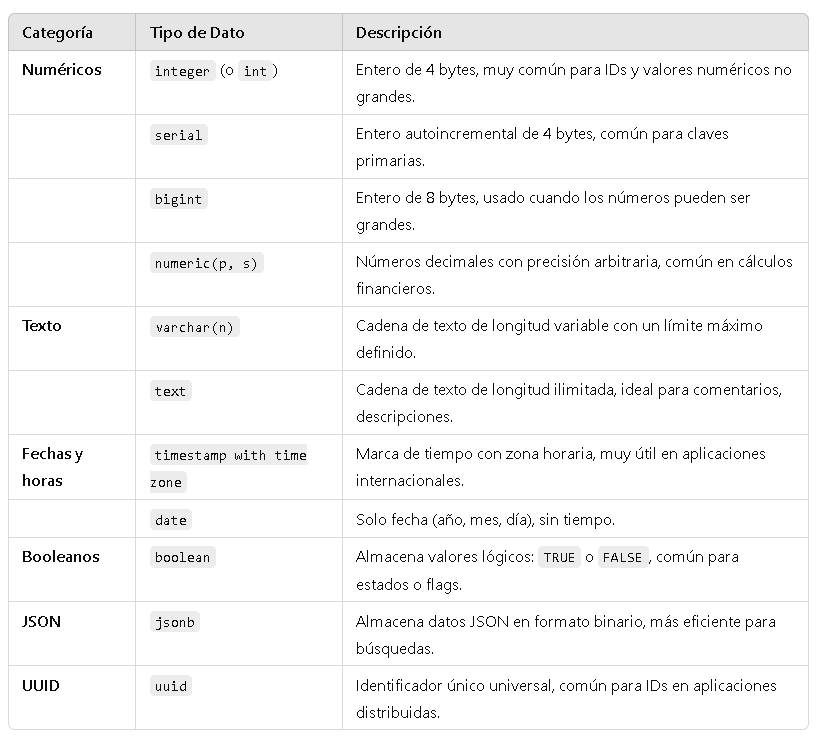 Categoría Tipo de Dato Descripción
Numéricos integer (o int) Entero de 4 bytes, muy común para IDs y valores numéricos no
grandes.
serial Entero autoincremental de 4 bytes, común para claves
primarias.
bigint Entero de 8 bytes, usado cuando los números pueden ser
grandes.
numeric(p, s) Números decimales con precisión arbitraria, común en cálculos
financieros.
Texto varchar(n) Cadena de texto de longitud variable con un límite máximo
definido.
text Cadena de texto de longitud ilimitada, ideal para comentarios,
descripciones.
Fechas y timestamp with time Marca de tiempo con zona horaria, muy útil en aplicaciones
horas zone internacionales.
date Solo fecha (año, mes, día), sin tiempo.
Booleanos boolean Almacena valores lógicos: TRUE o FALSE, común para
estados o flags.
JSON jsonb Almacena datos JSON en formato binario, más eficiente para
búsquedas.
UUID uuid Identificador único universal, común para IDs en aplicaciones
distribuidas.